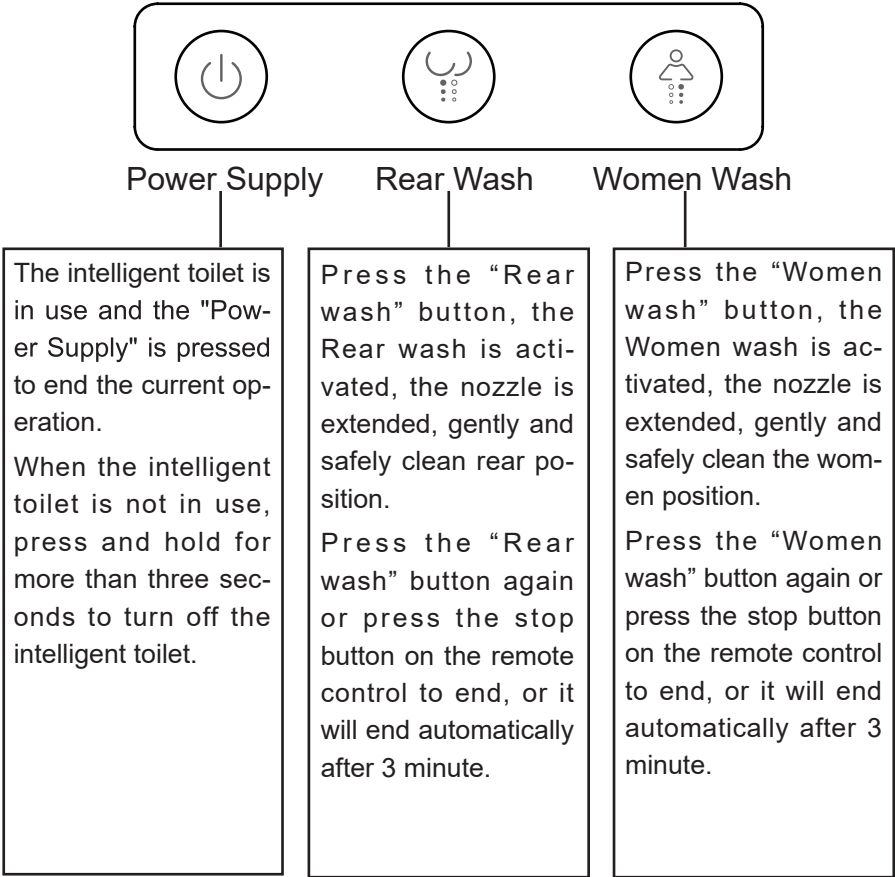 Power Supply
Rear Wash
Women Wash
The intelligent toilet is
in use and the "Pow-
er Supply" is pressed
to end the current op-
eration.
When the intelligent
toilet is not in use,
press and hold for
more than three sec-
onds to turn off the
intelligent toilet.
Press the “Rear
wash” button, the
Rear wash is acti-
vated, the nozzle is
extended, gently and
safely clean rear po-
sition.
Press the “Rear
wash” button again
or press the stop
button on the remote
control to end, or it
will end automatically
after 3 minute.
Press the “Women
wash” button, the
Women wash is ac-
tivated, the nozzle is
extended, gently and
safely clean the wom-
en position.
Press the “Women
wash” button again or
press the stop button
on the remote control
to end, or it will end
automatically after 3
minute.